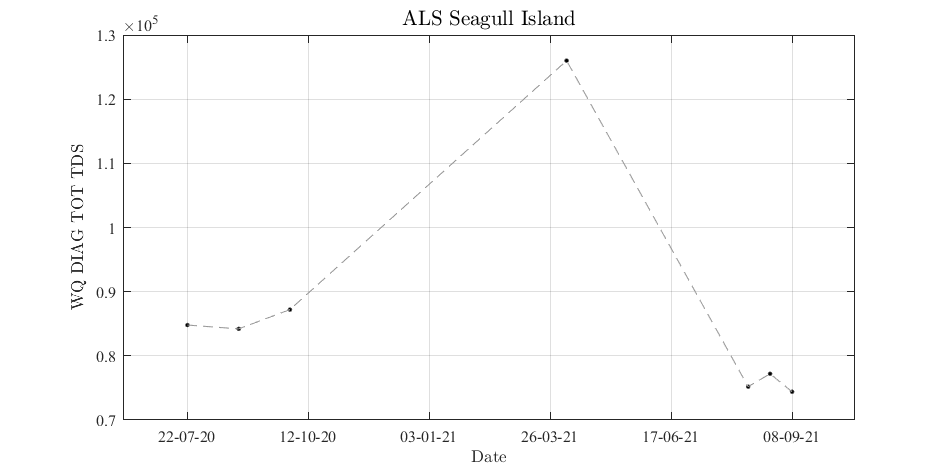 ALS Seagull Island
×10⁵
1.3
1.2
1.1
1
0.9
0.8
0.7
WQ DIAG TOT TDS
22-07-20 12-10-20 03-01-21 26-03-21 17-06-21 08-09-21
Date